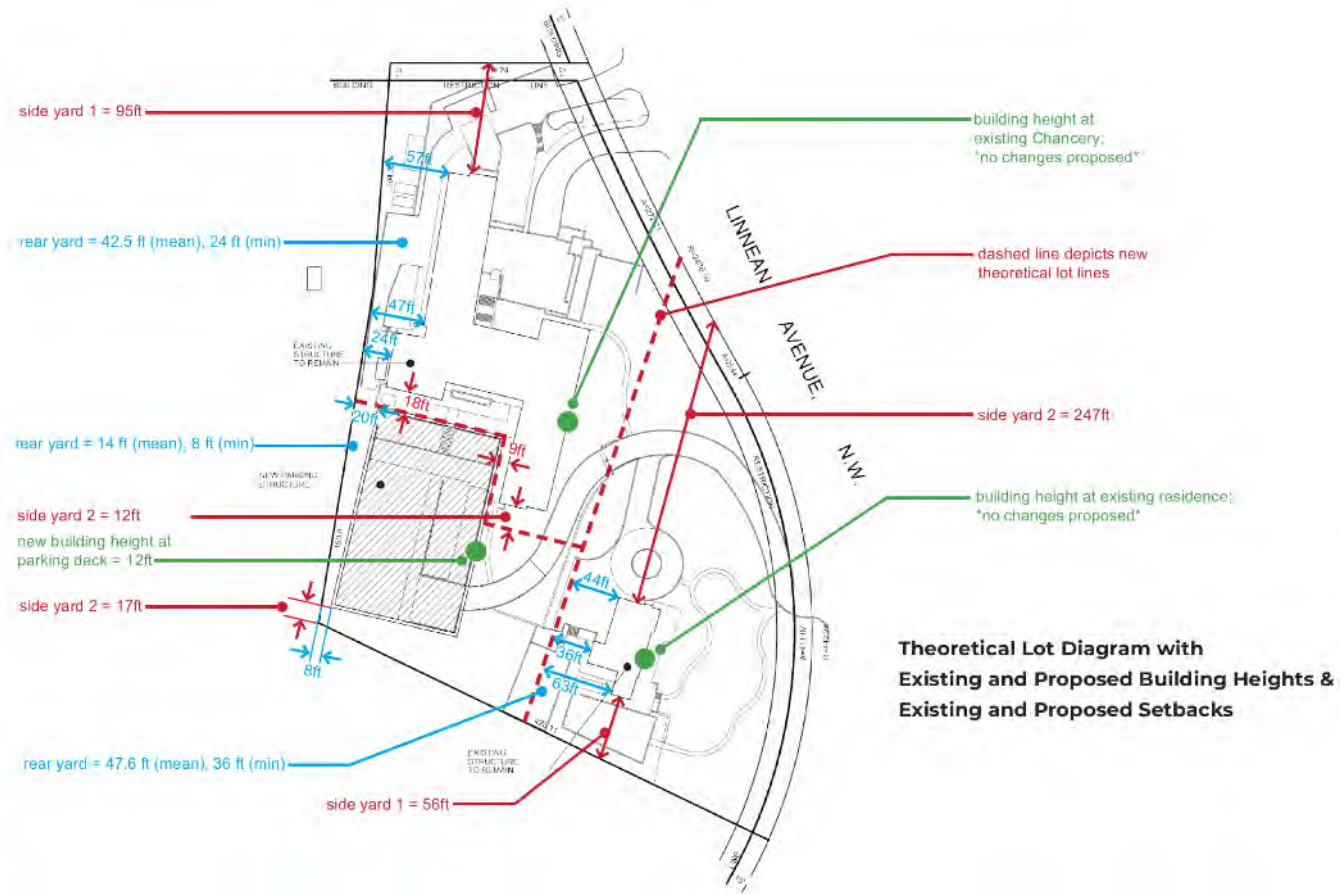 BUILDING
15'
BUILDING RESTRICTION LINE
side yard 1 = 95ft
57ft
building height at
existing Chancery;
*no changes proposed*
LINNEAN
AVENUE,
N.W.
rear yard = 42.5 ft (mean), 24 ft (min)
dashed line depicts new
theoretical lot lines
47ft
24ft
EXISTING
STRUCTURE
TO REMAIN
18ft
20ft
side yard 2 = 247ft
rear yard = 14 ft (mean), 8 ft (min)
9ft
RESTRICTION
NEW PARKING
STRUCTURE
building height at existing residence;
*no changes proposed*
side yard 2 = 12ft
new building height at
parking deck = 12ft
44ft
side yard 2 = 17ft
36ft
63ft
8ft
Theoretical Lot Diagram with
Existing and Proposed Building Heights &
Existing and Proposed Setbacks
EXISTING
STRUCTURE
TO REMAIN
rear yard = 47.6 ft (mean), 36 ft (min)
side yard 1 = 56ft
LINE
15'